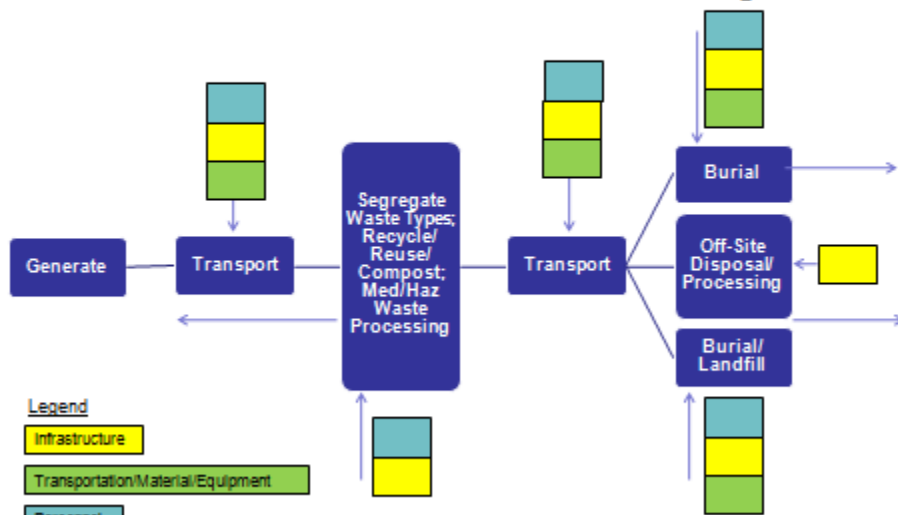 Generate
Transport
Segregate
Waste Types;
Recycle/
Reuse/
Compost;
Med/Haz
Waste
Processing
Transport
Burial
Off-Site
Disposal/
Processing
Burial/
Landfill
Legend
Infrastructure
Transportation/Material/Equipment